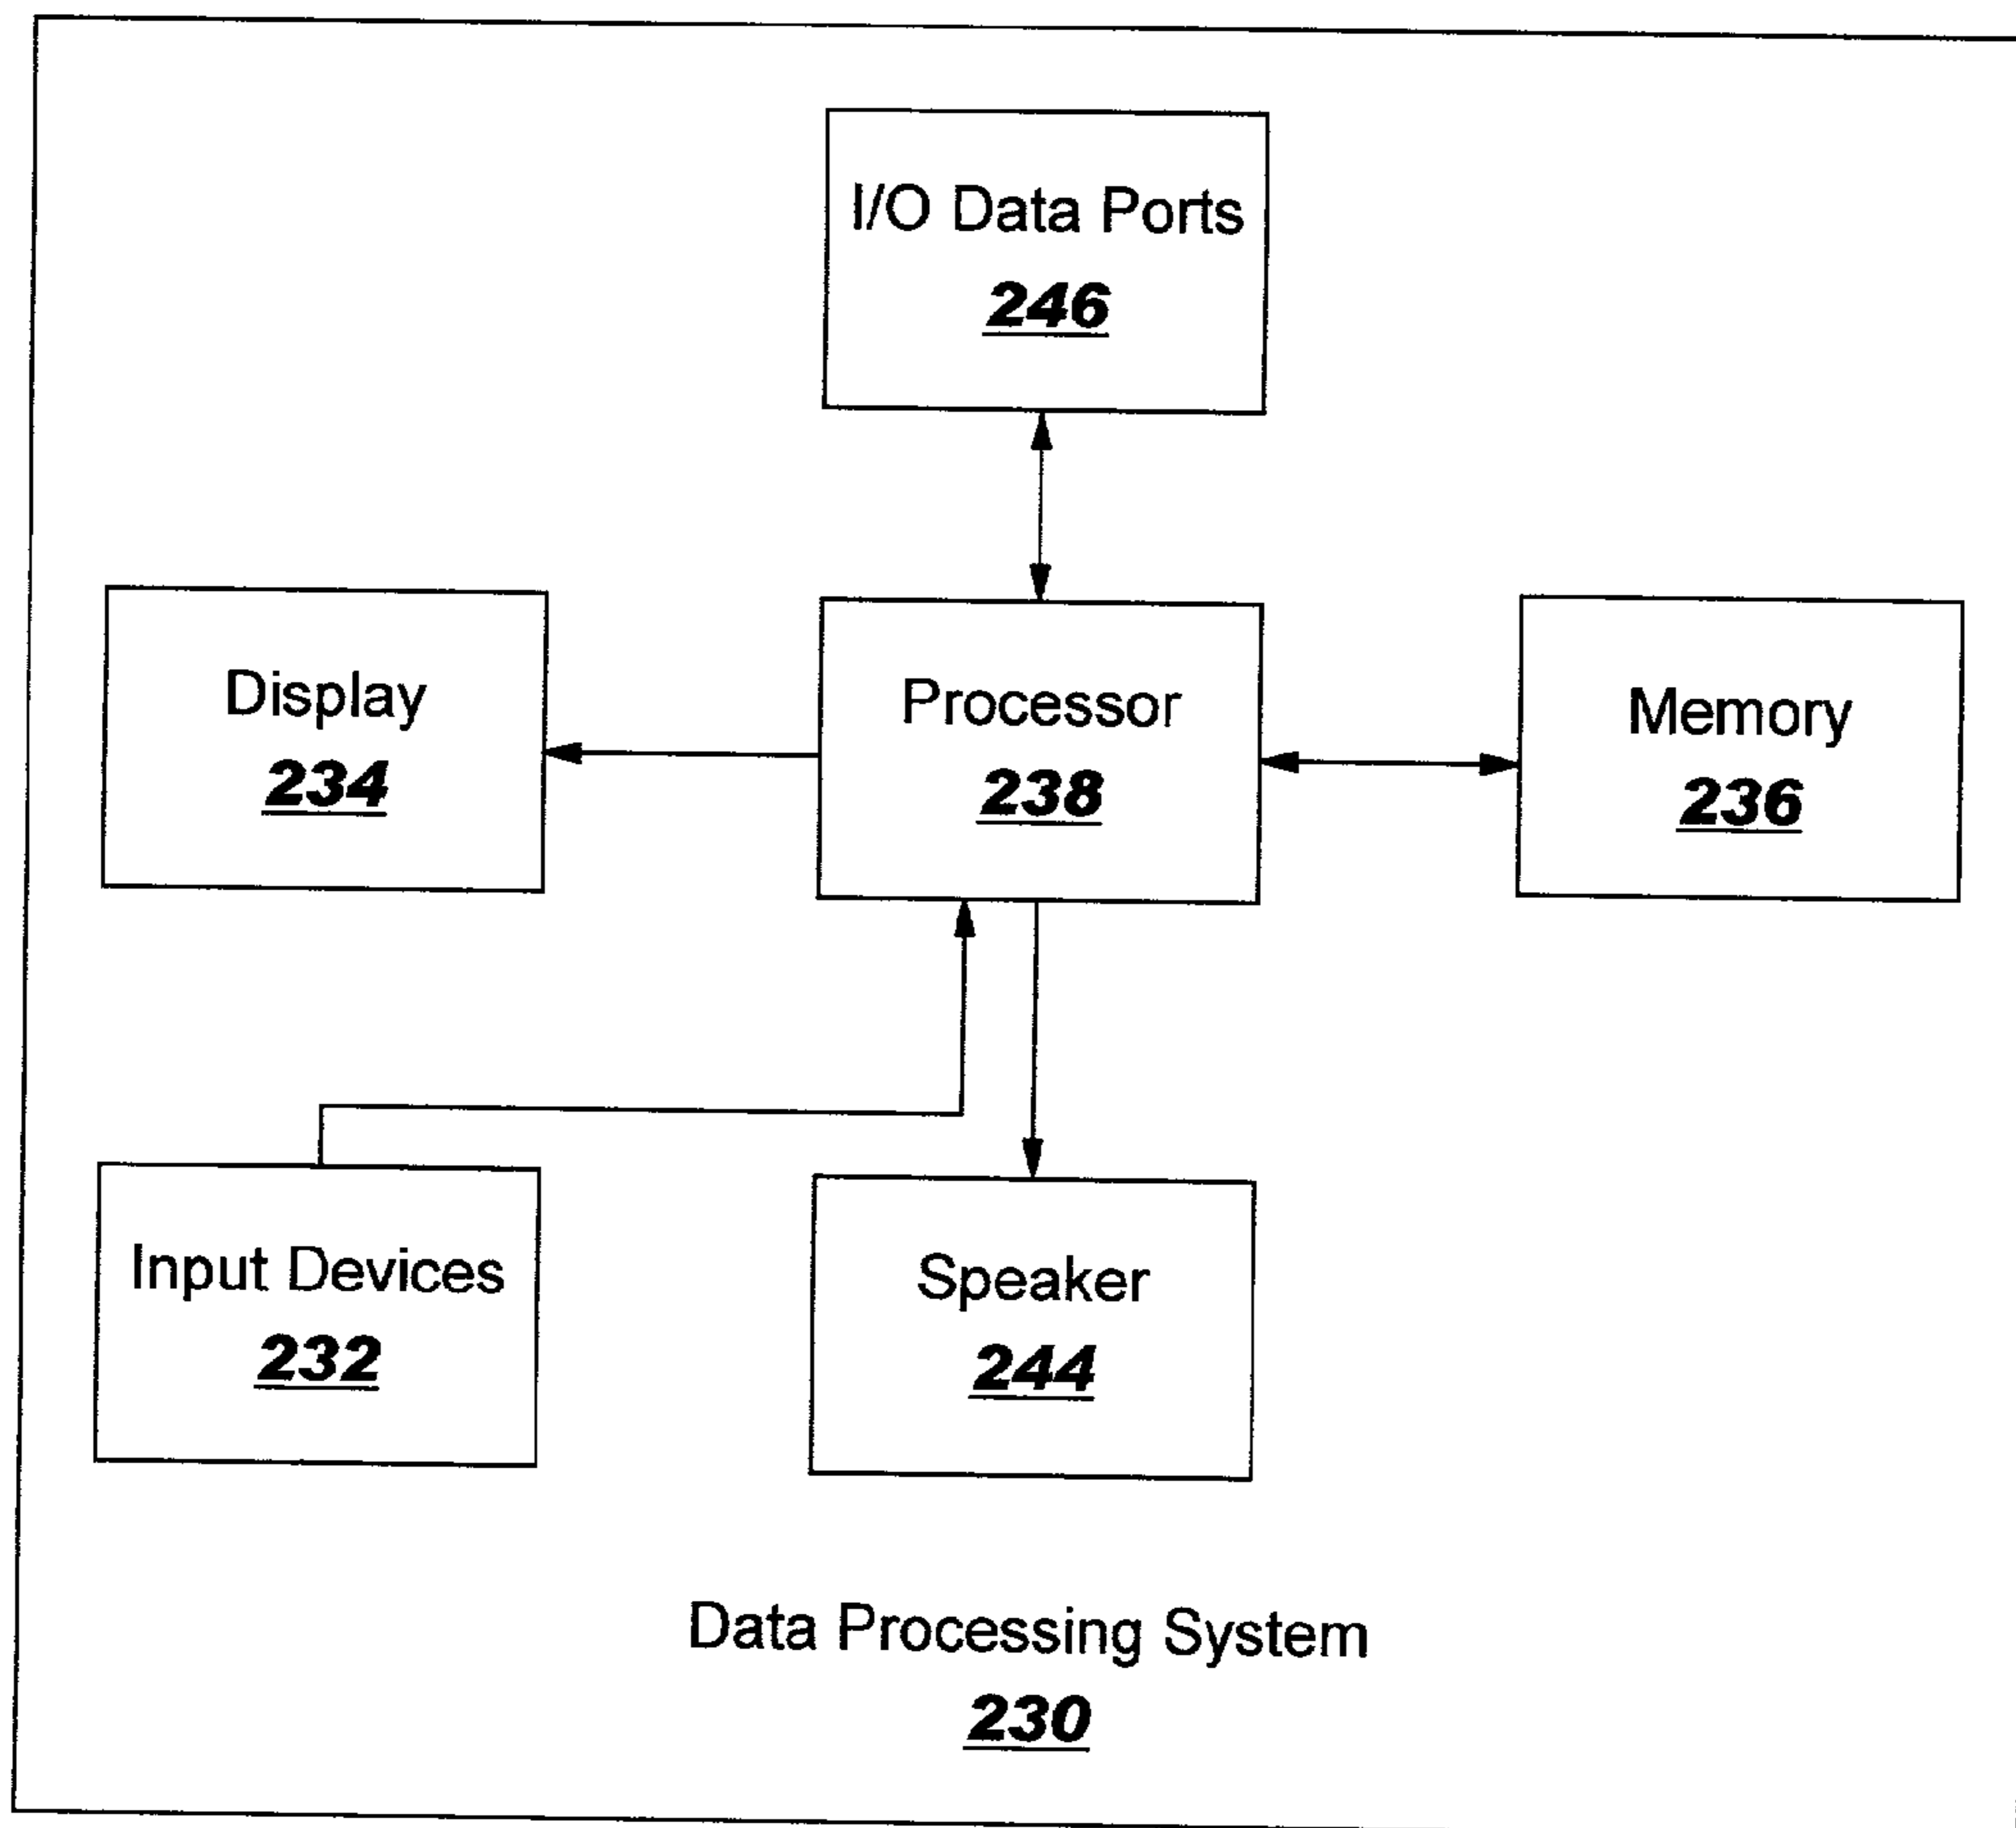 I/O Data Ports
246
Display
234
Processor
238
Memory
236
Input Devices
232
Speaker
244
Data Processing System
230